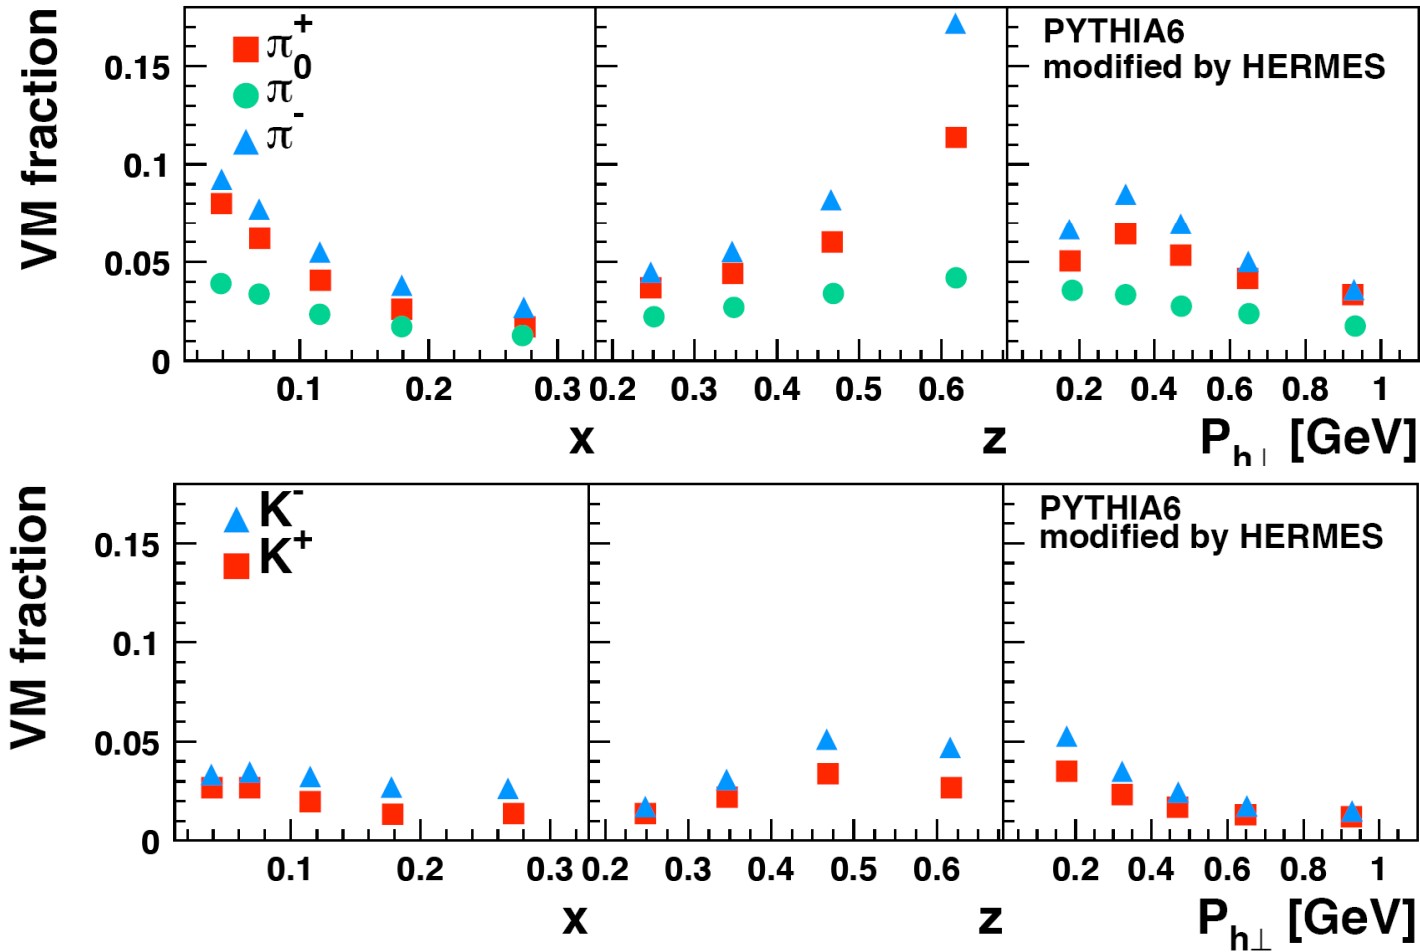 VM fraction
0.15
0.1
0.05
0
π+
π0
π-
PYTHIA6
modified by HERMES
0.1 0.2 0.3 0.2 0.3 0.4 0.5 0.6 0.2 0.4 0.6 0.8 1
x z Ph⊥ [GeV]
VM fraction
0.15
0.1
0.05
0
K-
K+
PYTHIA6
modified by HERMES
0.1 0.2 0.3 0.2 0.3 0.4 0.5 0.6 0.2 0.4 0.6 0.8 1
x z Ph⊥ [GeV]